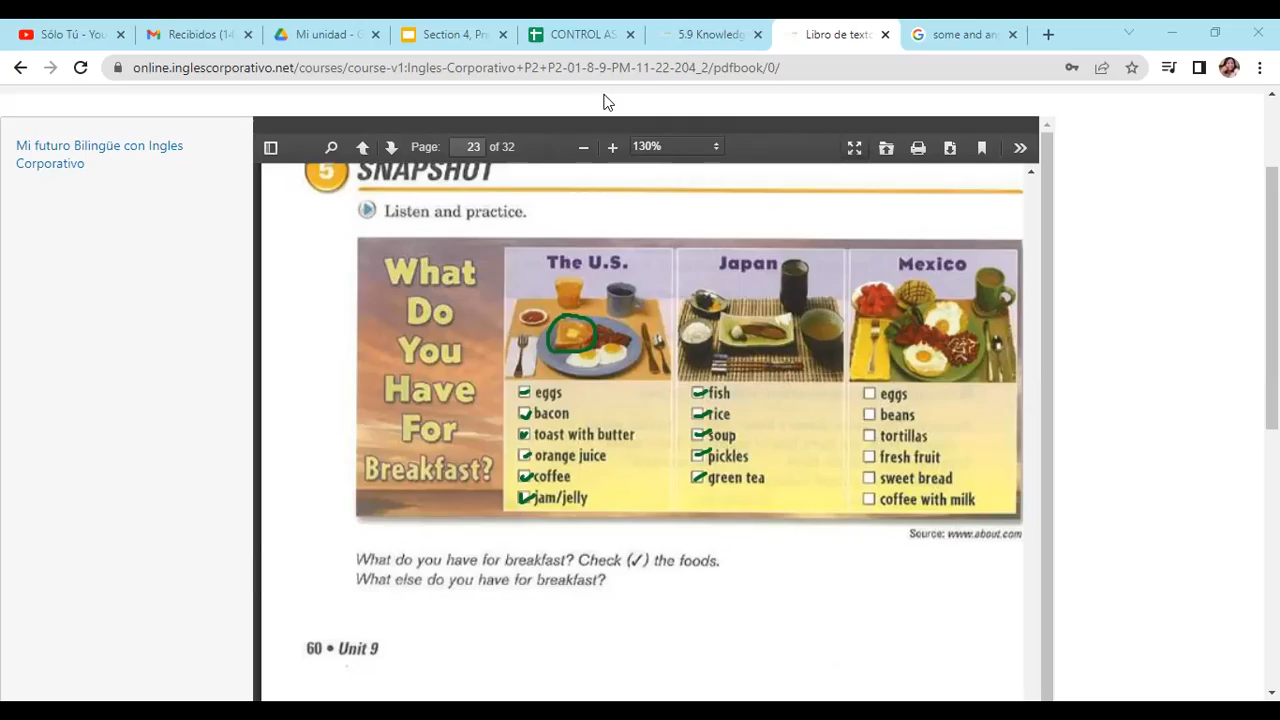 Sólo Tú - You
Recibidos (14
Mi unidad - G
Section 4, Pra
CONTROL AS
5.9 Knowledg
Libro de texto
some and an
online.inglescorporativo.net/courses/course-v1:Ingles-Corporativo+P2+P2-01-8-9-PM-11-22-204_2/pdfbook/0/
Mi futuro Bilingüe con Ingles
Corporativo
Page: 23 of 32
130%
5 SNAPSHOT
Listen and practice.
What
Do
You
Have
For
Breakfast?
The U.S.
eggs
bacon
toast with butter
orange juice
coffee
jam/jelly
Japan
fish
rice
soup
pickles
green tea
Mexico
eggs
beans
tortillas
fresh fruit
sweet bread
coffee with milk
Source: www.about.com
What do you have for breakfast? Check (✓) the foods.
What else do you have for breakfast?
60 • Unit 9